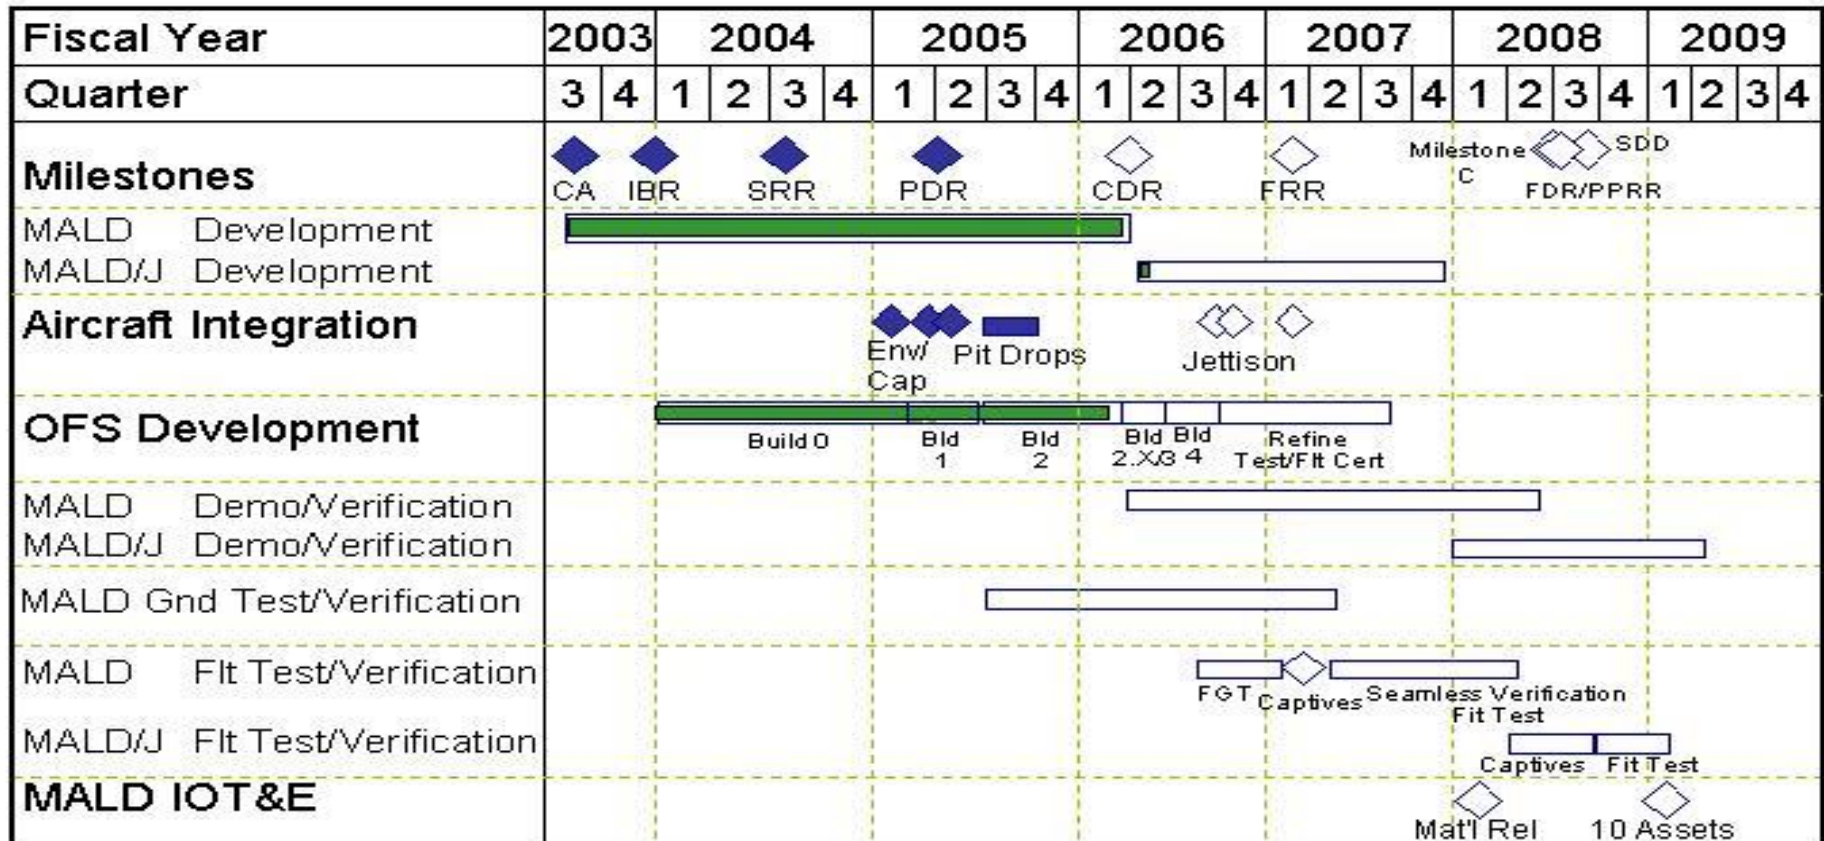 Fiscal Year 2003 2004 2005 2006 2007 2008 2009
Quarter 3 4 1 2 3 4 1 2 3 4 1 2 3 4 1 2 3 4 1 2 3 4 1 2 3 4
Milestones
CA IBR SRR PDR CDR FRR
Milestone
C
SDD
FDR/PPRR
MALD Development
MALD/J Development
Aircraft Integration
Env/
Cap
Pit Drops
Jettison
OFS Development
Build 0
Bld
1
Bld
2
Bld
2.X/3
Bld
4
Refine
Test/Flt Cert
MALD Demo/Verification
MALD/J Demo/Verification
MALD Gnd Test/Verification
MALD Flt Test/Verification
FGT Captives Seamless Verification
Flt Test
MALD/J Flt Test/Verification
Captives Flt Test
MALD IOT&E
Mat'l Rel 10 Assets